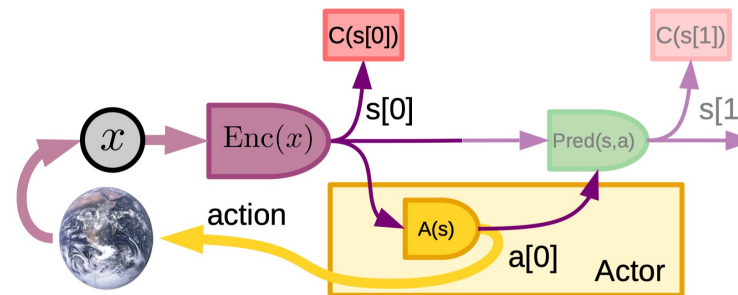 C(s[0])
C(s[1])
s[0]
s[1
x
Enc(x)
Pred(s,a)
action
A(s)
a[0]
Actor